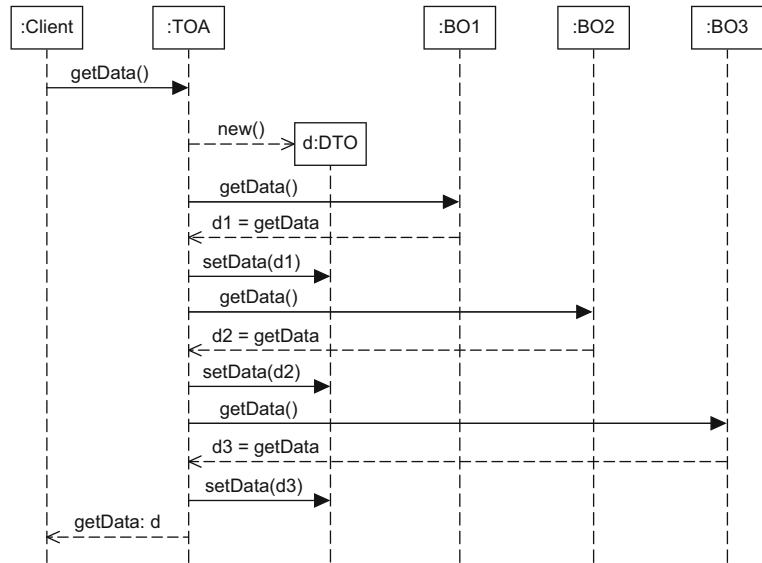 :Client :TOA :BO1 :BO2 :BO3
getData()
new()
d:DTO
getData()
d1 = getData
setData(d1)
getData()
d2 = getData
setData(d2)
getData()
d3 = getData
setData(d3)
getData: d